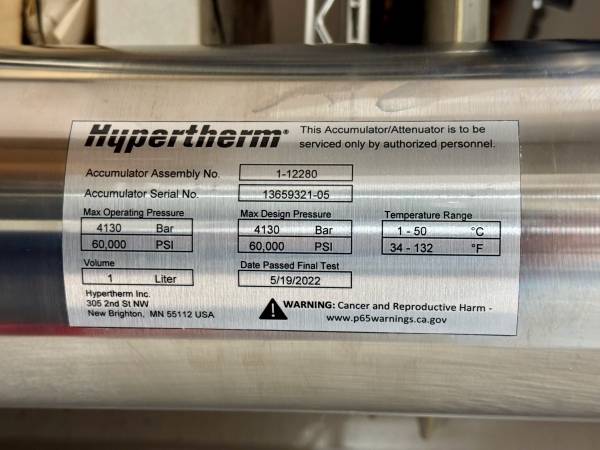 Hypertherm®
This Accumulator/Attenuator is to be
serviced only by authorized personnel.
Accumulator Assembly No. 1-12280
Accumulator Serial No. 13659321-05
Max Operating Pressure
4130 Bar
60,000 PSI
Max Design Pressure
4130 Bar
60,000 PSI
Temperature Range
1 - 50 °C
34 - 132 °F
Volume
1 Liter
Date Passed Final Test
5/19/2022
Hypertherm Inc.
305 2nd St NW
New Brighton, MN 55112 USA
WARNING: Cancer and Reproductive Harm -
www.p65warnings.ca.gov